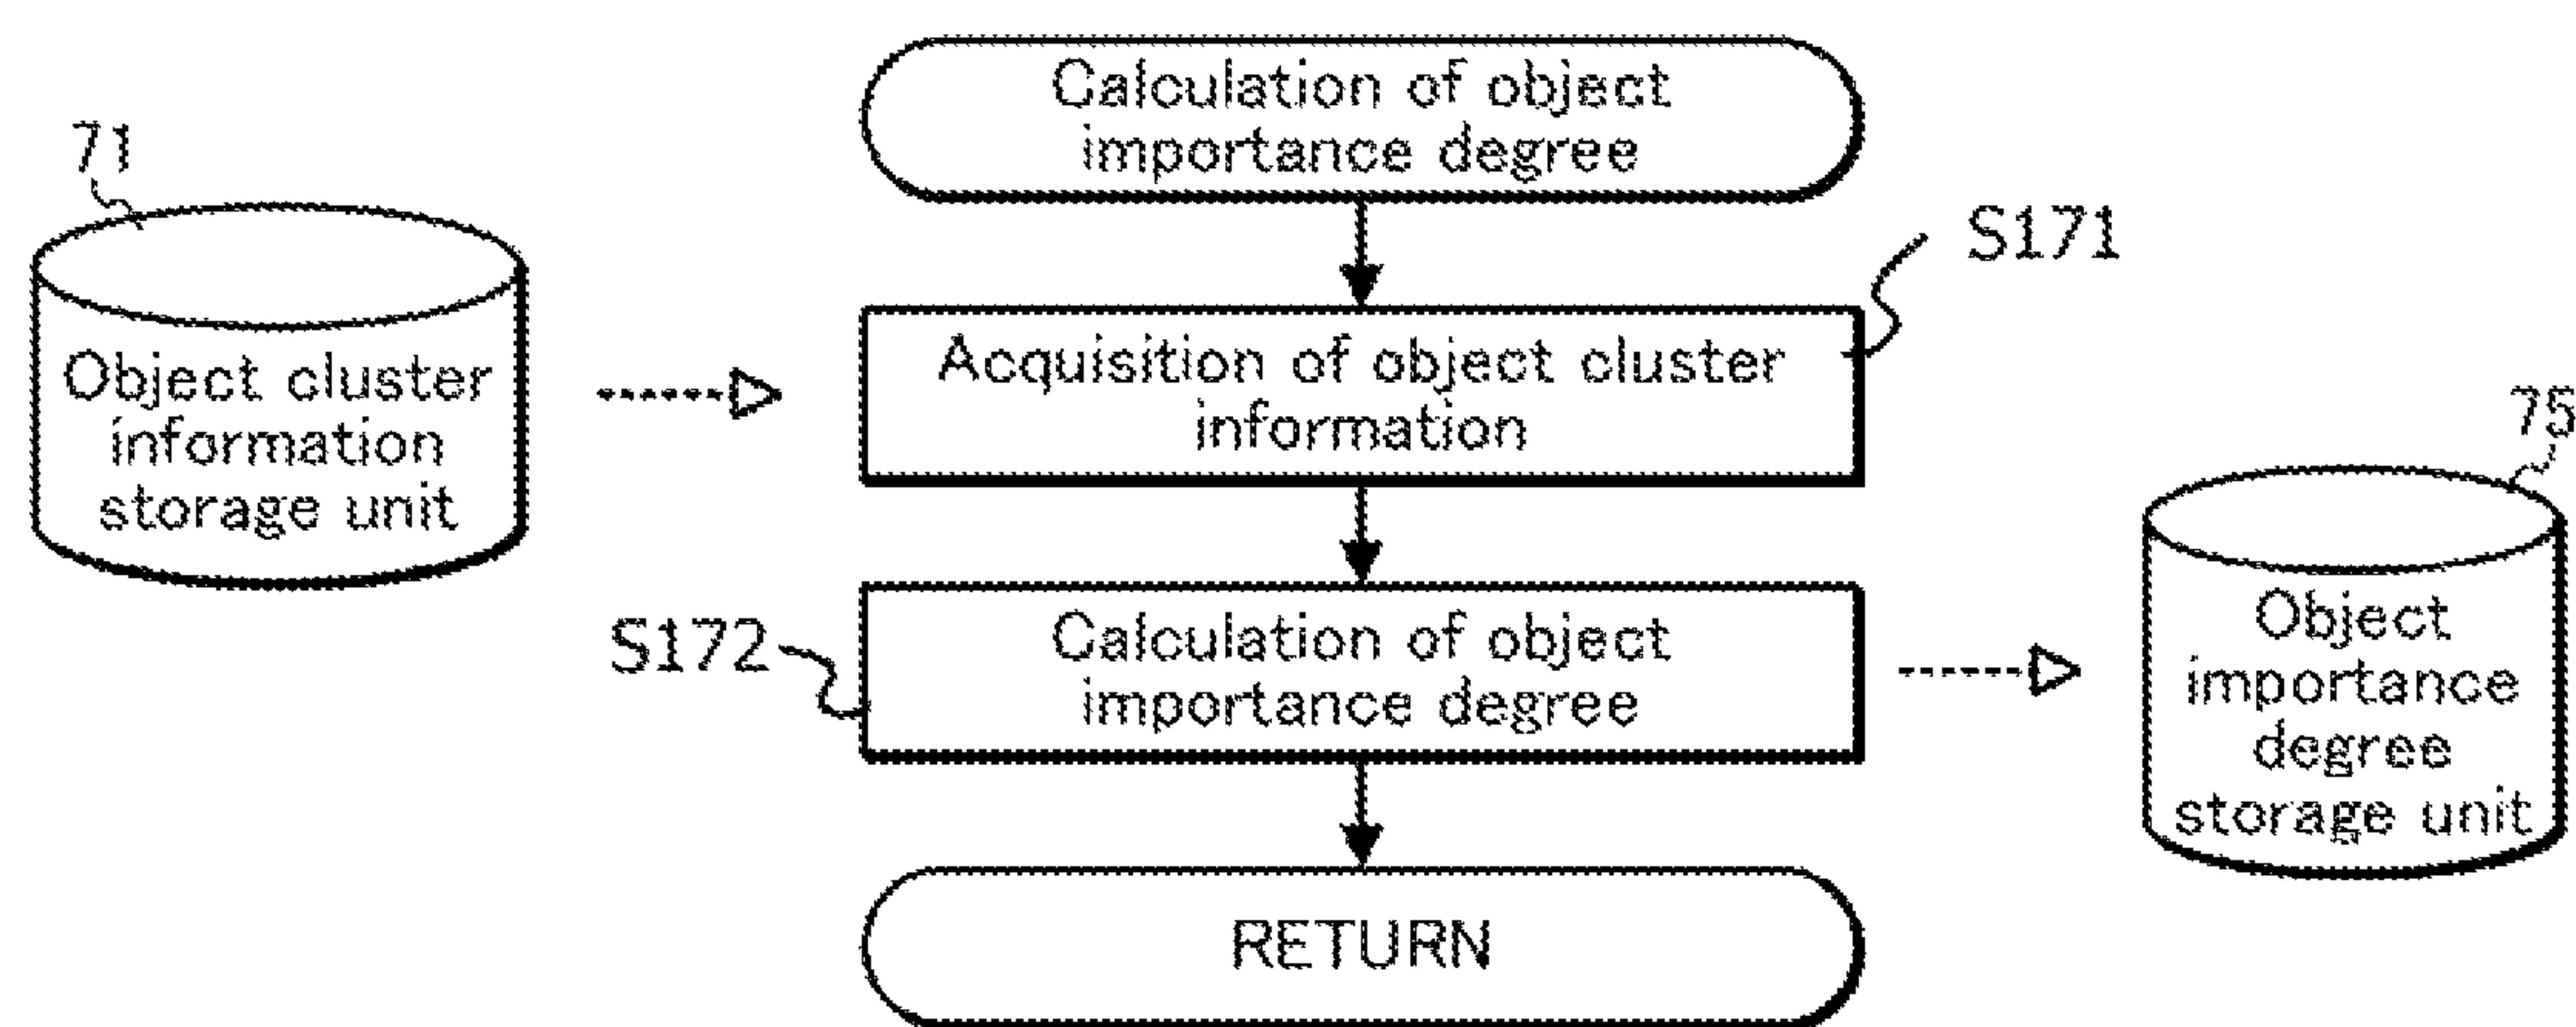 Calculation of object
importance degree
71
S171
Object cluster
information
storage unit
Acquisition of object cluster
information
75
S172
Calculation of object
importance degree
Object
importance
degree
storage unit
RETURN